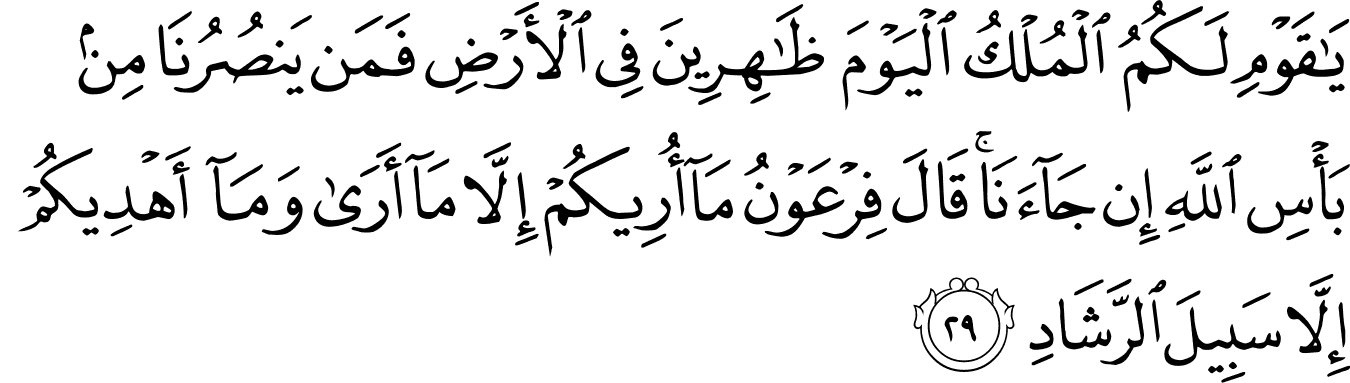 يَٰقَوۡمِ لَكُمُ ٱلۡمُلۡكُ ٱلۡيَوۡمَ ظَٰهِرِينَ فِي ٱلۡأَرۡضِ فَمَن يَنصُرُنَا مِنۢ
بَأۡسِ ٱللَّهِ إِن جَآءَنَاۚ قَالَ فِرۡعَوۡنُ مَآ أُرِيكُمۡ إِلَّا مَآ أَرَىٰ وَمَآ أَهۡدِيكُمۡ
إِلَّا سَبِيلَ ٱلرَّشَادِ ٢٩